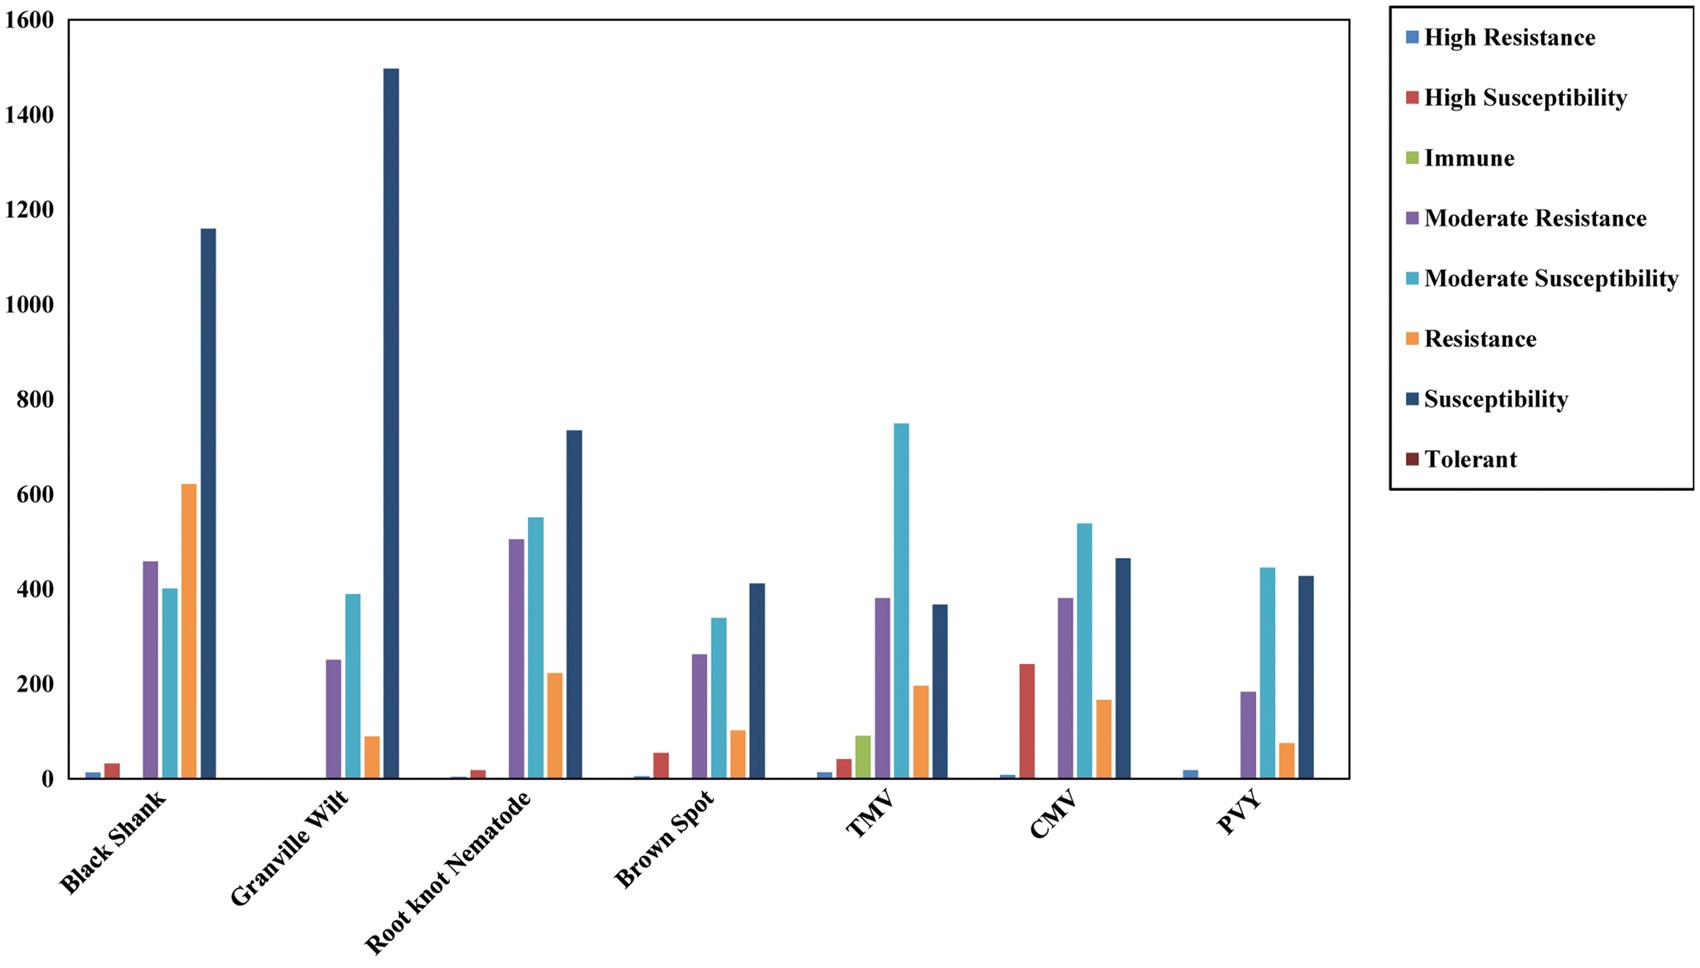 1600
1400
1200
1000
800
600
400
200
0
Black Shank
Granville Wilt
Root knot Nematode
Brown Spot
TMV
CMV
PVY
High Resistance
High Susceptibility
Immune
Moderate Resistance
Moderate Susceptibility
Resistance
Susceptibility
Tolerant